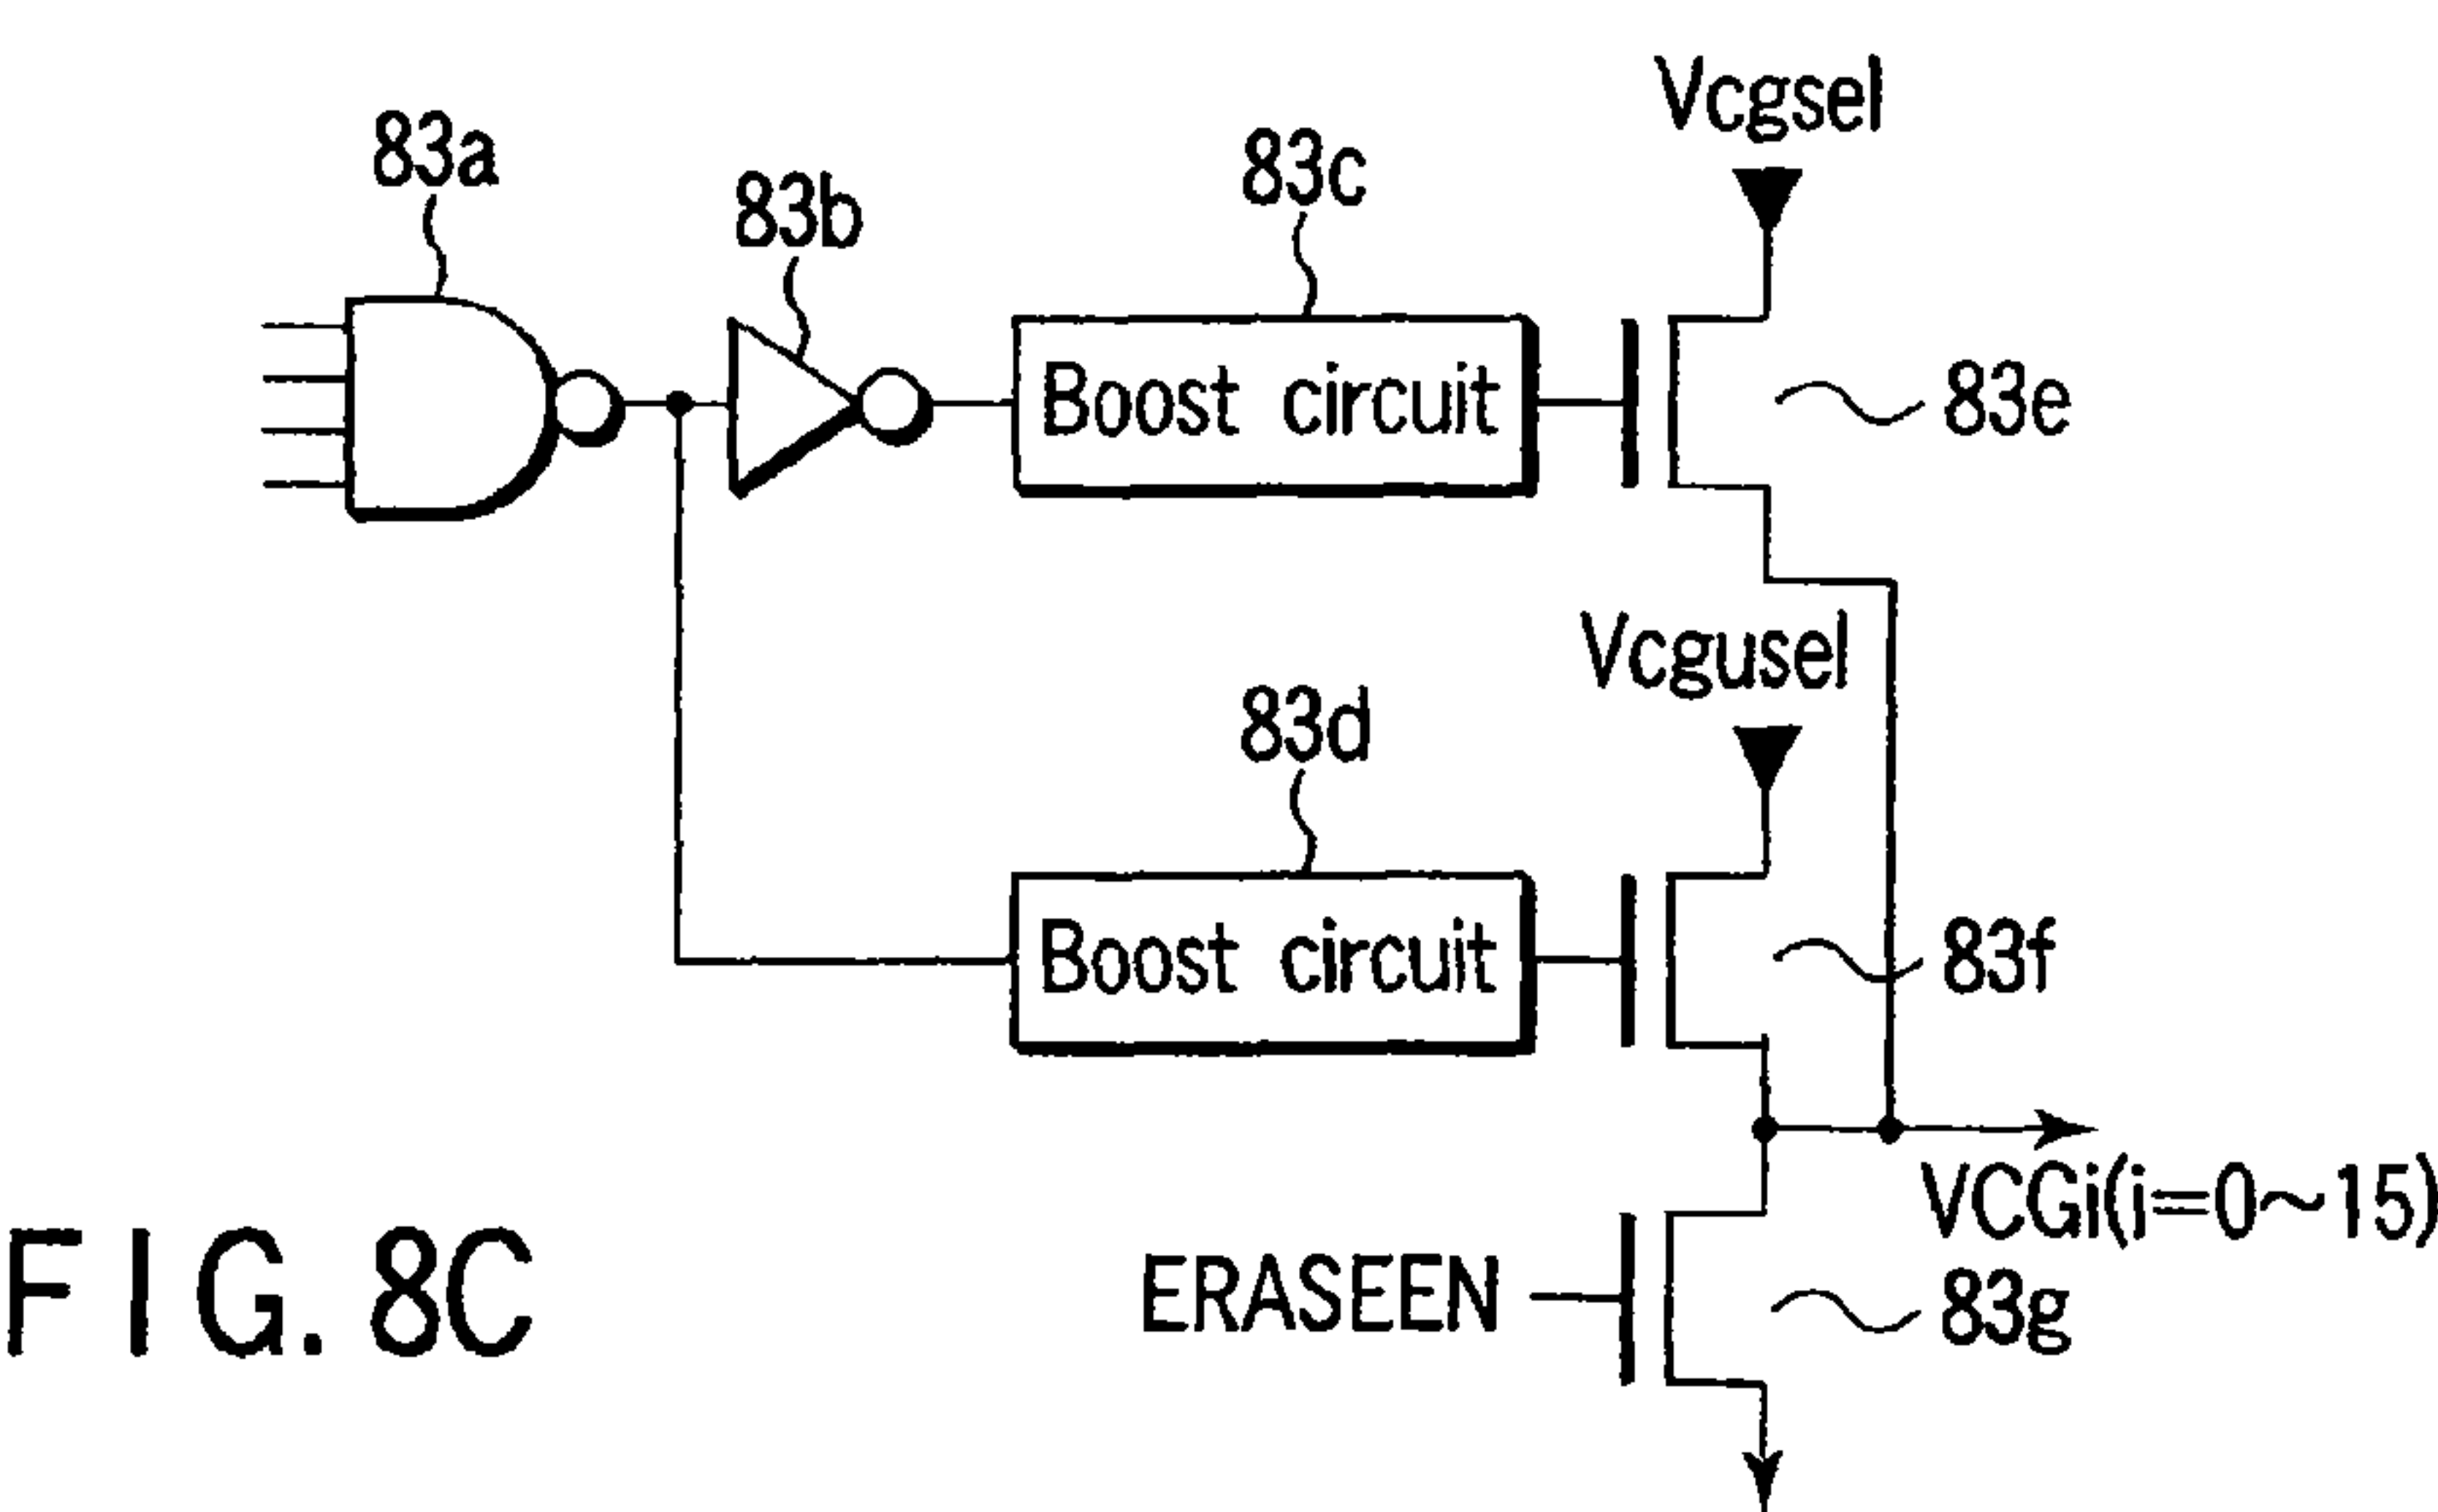 Vcgsel
83a
83b
83c
Boost circuit
83e
Vcgusel
83d
Boost circuit
83f
VCGi(i=0~15)
ERASEEN
83g
FIG. 8C